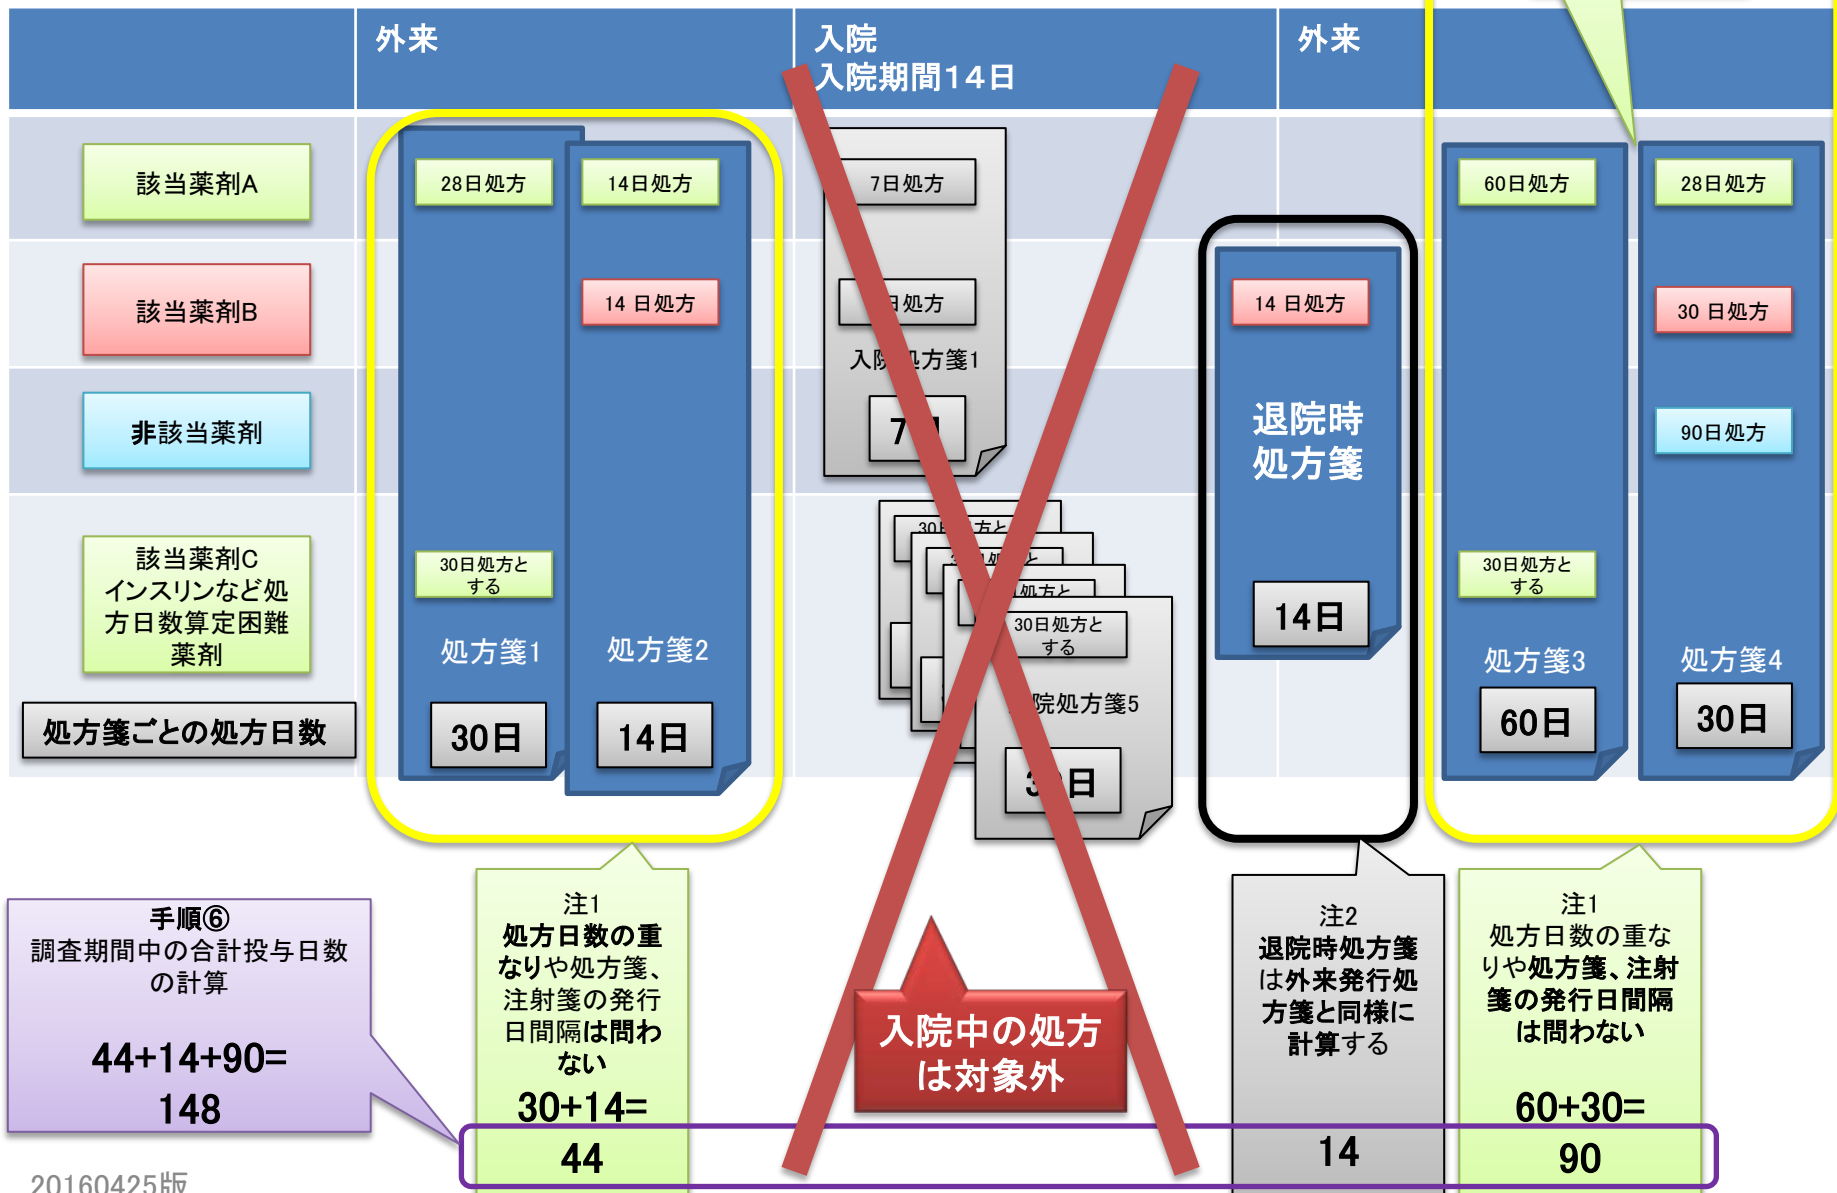 外来
入院
入院期間14日
外来
該当薬剤A
28日処方
14日処方
7日処方
60日処方
28日処方
該当薬剤B
14 日処方
日処方
14 日処方
30 日処方
入院処方箋1
非該当薬剤
7日
退院時
処方箋
90日処方
該当薬剤C
インスリンなど処
方日数算定困難
薬剤
30日処方と
する
30日処方と
30日処方と
する
14日
30日処方と
する
処方箋1
処方箋2
院処方箋5
処方箋3
処方箋4
処方箋ごとの処方日数
30日
14日
30日
60日
30日
手順⑥
調査期間中の合計投与日数
の計算
44+14+90=
148
注1
処方日数の重
なりや処方箋、
注射箋の発行
日間隔は問わ
ない
30+14=
44
入院中の処方
は対象外
注2
退院時処方箋
は外来発行処
方箋と同様に
計算する
14
注1
処方日数の重な
りや処方箋、注射
箋の発行日間隔
は問わない
60+30=
90
20160425版